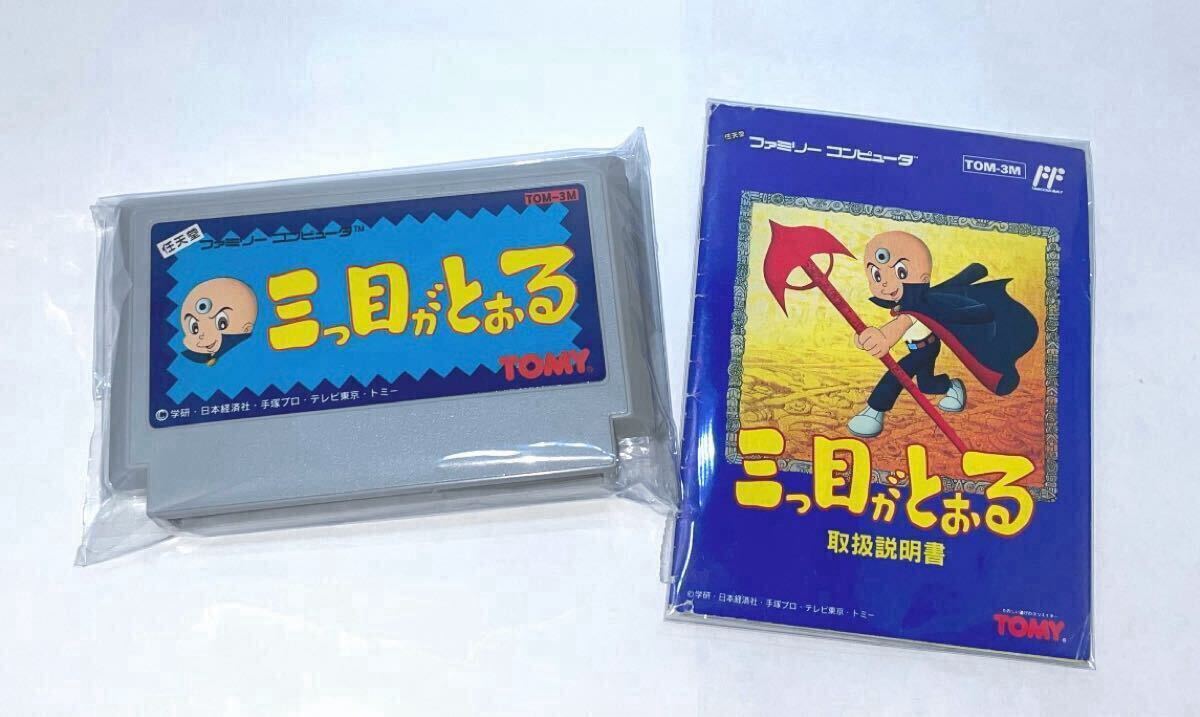 TOM-3M
任天堂
ファミリー コンピュータ™
三つ目がとおる
TOMY®
©学研・日本経済社・手塚プロ・テレビ東京・トミー
任天堂 ファミリー コンピュータ™
TOM-3M
三つ目がとおる
取扱説明書
©学研・日本経済社・手塚プロ・テレビ東京・トミー
TOMY®